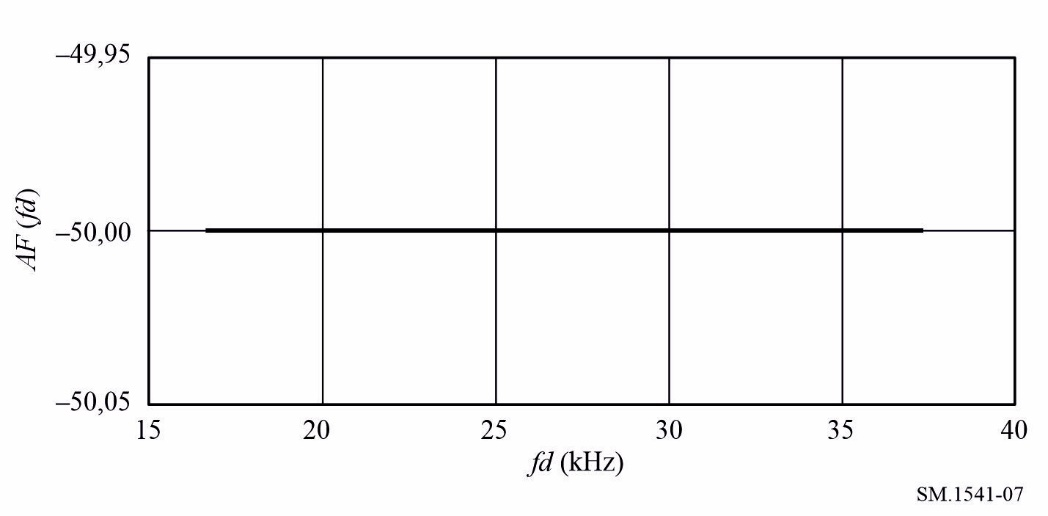 –49,95
AF (fd)
–50,00
–50,05
15 20 25 30 35 40
fd (kHz)
SM.1541-07